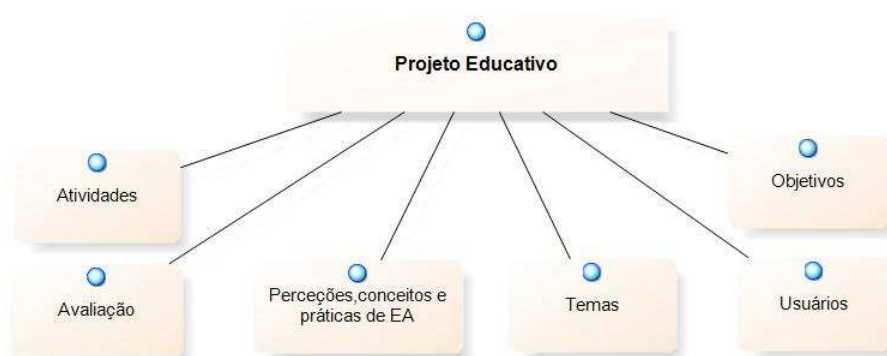 Projeto Educativo
Atividades
Objetivos
Avaliação
Perceções,conceitos e
práticas de EA
Temas
Usuários